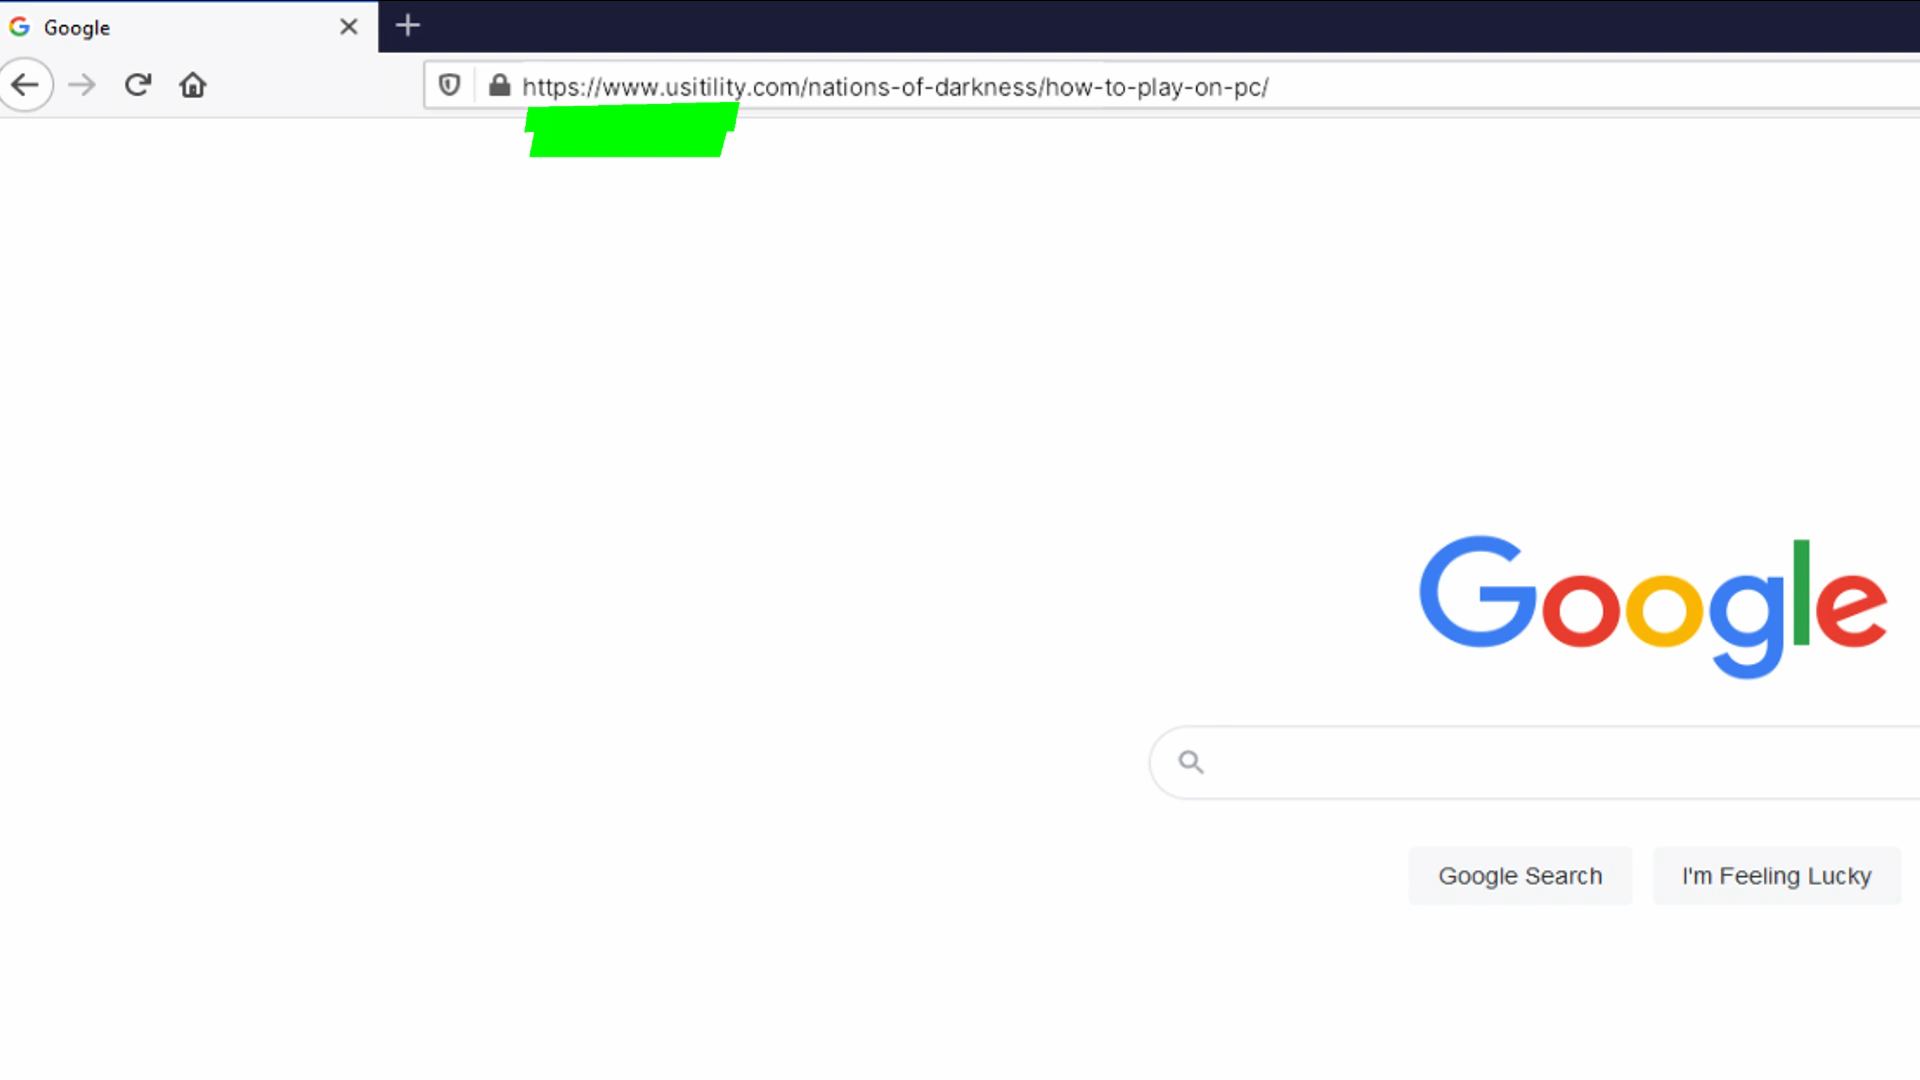 Google
https://www.usitility.com/nations-of-darkness/how-to-play-on-pc/
Google
Google Search
I'm Feeling Lucky